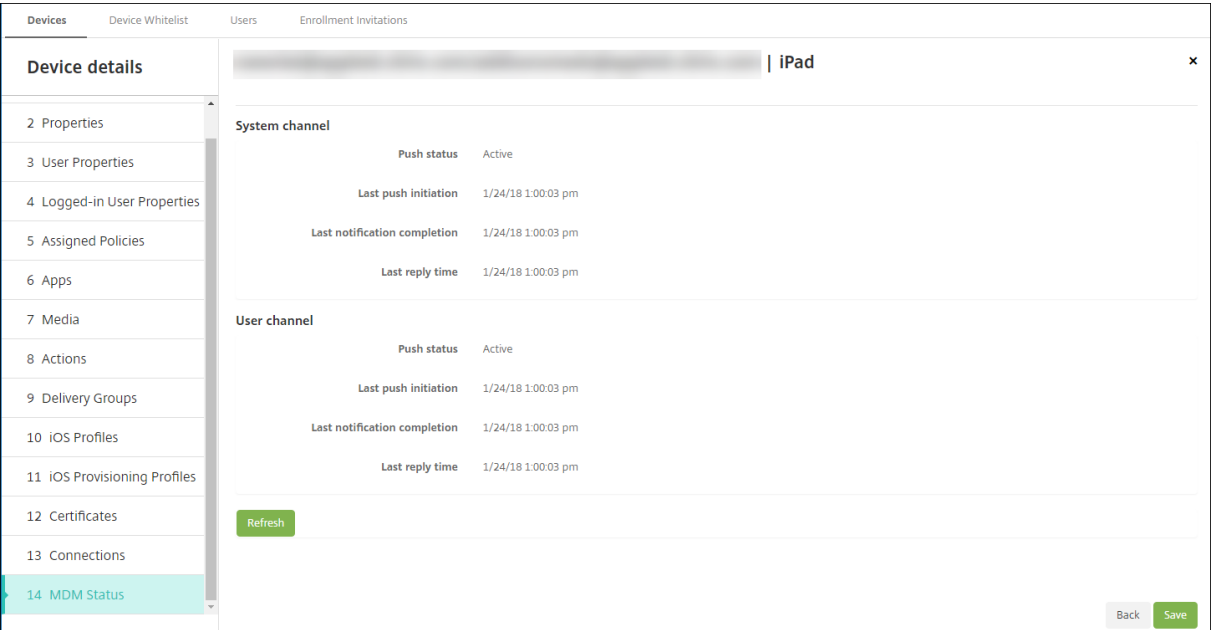 Devices Device Whitelist Users Enrollment Invitations
Device details
2 Properties
3 User Properties
4 Logged-in User Properties
5 Assigned Policies
6 Apps
7 Media
8 Actions
9 Delivery Groups
10 iOS Profiles
11 iOS Provisioning Profiles
12 Certificates
13 Connections
14 MDM Status
| iPad
×
System channel
Push status Active
Last push initiation 1/24/18 1:00:03 pm
Last notification completion 1/24/18 1:00:03 pm
Last reply time 1/24/18 1:00:03 pm
User channel
Push status Active
Last push initiation 1/24/18 1:00:03 pm
Last notification completion 1/24/18 1:00:03 pm
Last reply time 1/24/18 1:00:03 pm
Refresh
Back Save